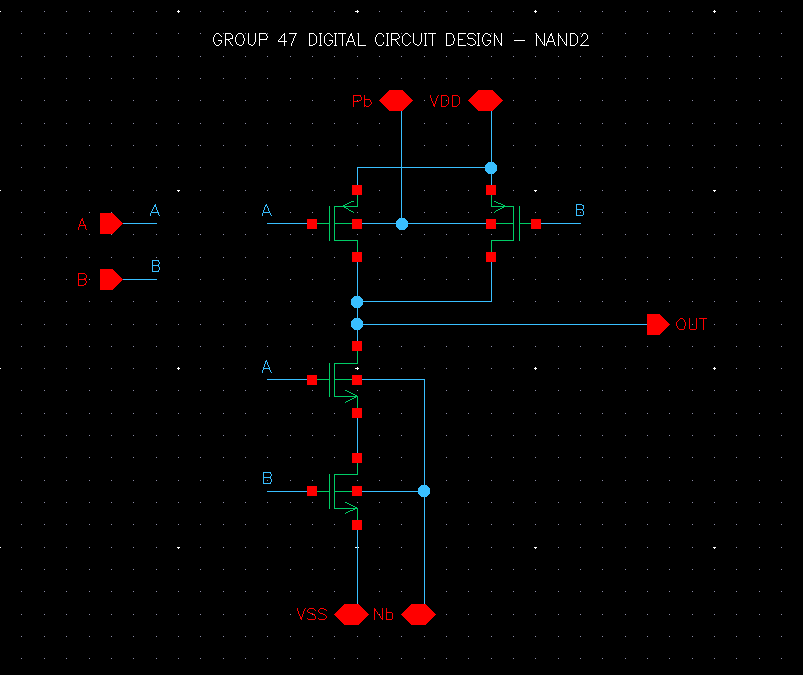 GROUP 47 DIGITAL CIRCUIT DESIGN – NAND2
Pb VDD
A A A B
B B
OUT
A
B
VSS Nb